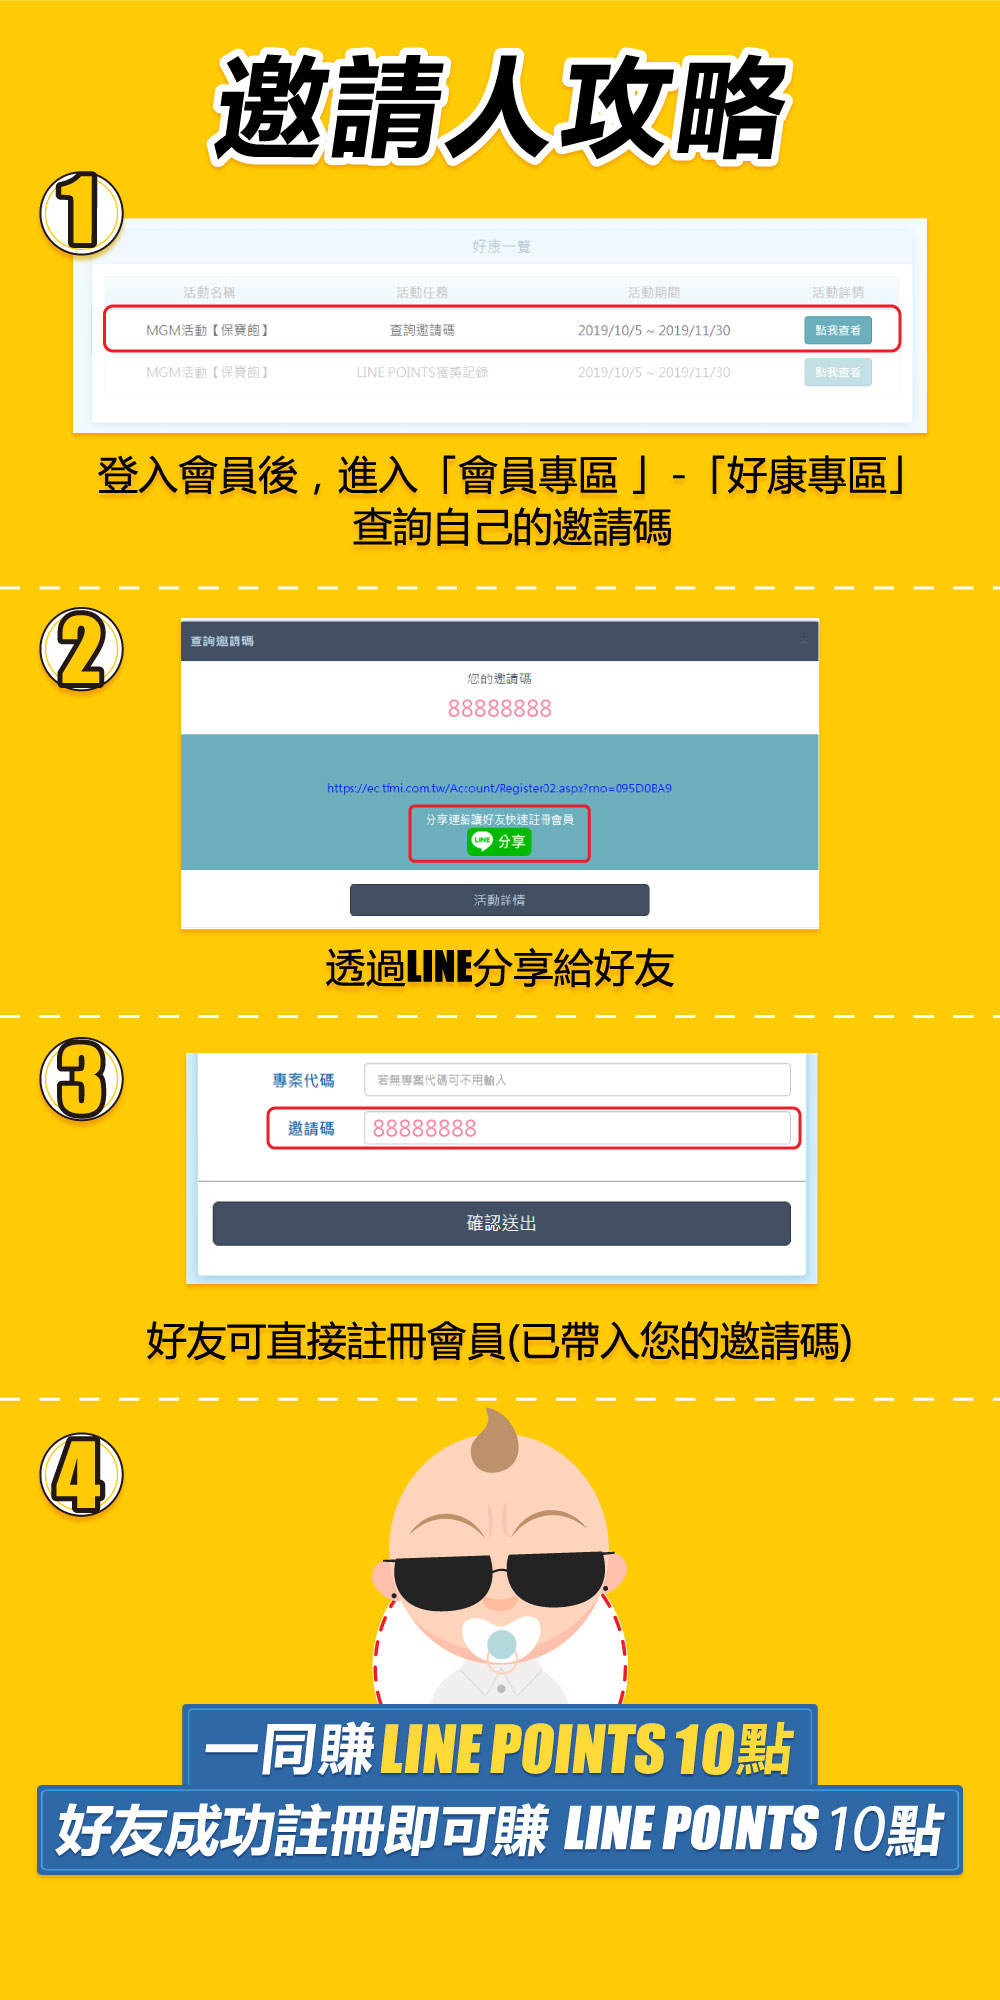 邀請人攻略
1
好康一覽
活動名稱 活動任務 活動期間 活動詳情
MGM活動【保寶飽】 查詢邀請碼 2019/10/5 ~ 2019/11/30 點我查看
MGM活動【保寶飽】 LINE POINTS獲獎記錄 2019/10/5 ~ 2019/11/30 點我查看
登入會員後，進入「會員專區」-「好康專區」
查詢自己的邀請碼
2
查詢邀請碼
您的邀請碼
88888888
https://ec.tfmi.com.tw/Account/Register02.aspx?rno=095D0BA9
分享連結讓好友快速註冊會員
LINE 分享
活動詳情
透過LINE分享給好友
3
專案代碼 若無專案代碼可不用輸入
邀請碼 88888888
確認送出
好友可直接註冊會員(已帶入您的邀請碼)
4
一同賺LINE POINTS 10點
好友成功註冊即可賺 LINE POINTS 10點